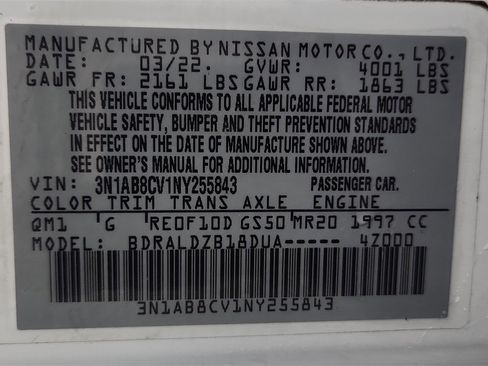 MANUFACTURED BY NISSAN MOTOR CO., LTD.
DATE: 03/22. GVWR: 4001 LBS
GAWR FR: 2161 LBS GAWR RR: 1863 LBS
THIS VEHICLE CONFORMS TO ALL APPLICABLE FEDERAL MOTOR
VEHICLE SAFETY, BUMPER AND THEFT PREVENTION STANDARDS
IN EFFECT ON THE DATE OF MANUFACTURE SHOWN ABOVE.
SEE OWNER'S MANUAL FOR ADDITIONAL INFORMATION.
VIN: 3N1AB8CV1NY255843 PASSENGER CAR.
COLOR TRIM TRANS AXLE ENGINE
QM1 G RE0F10D GS50 MR20 1997 CC
MODEL: BDRALDZB18DUA----- 4Z000
3N1AB8CV1NY255843